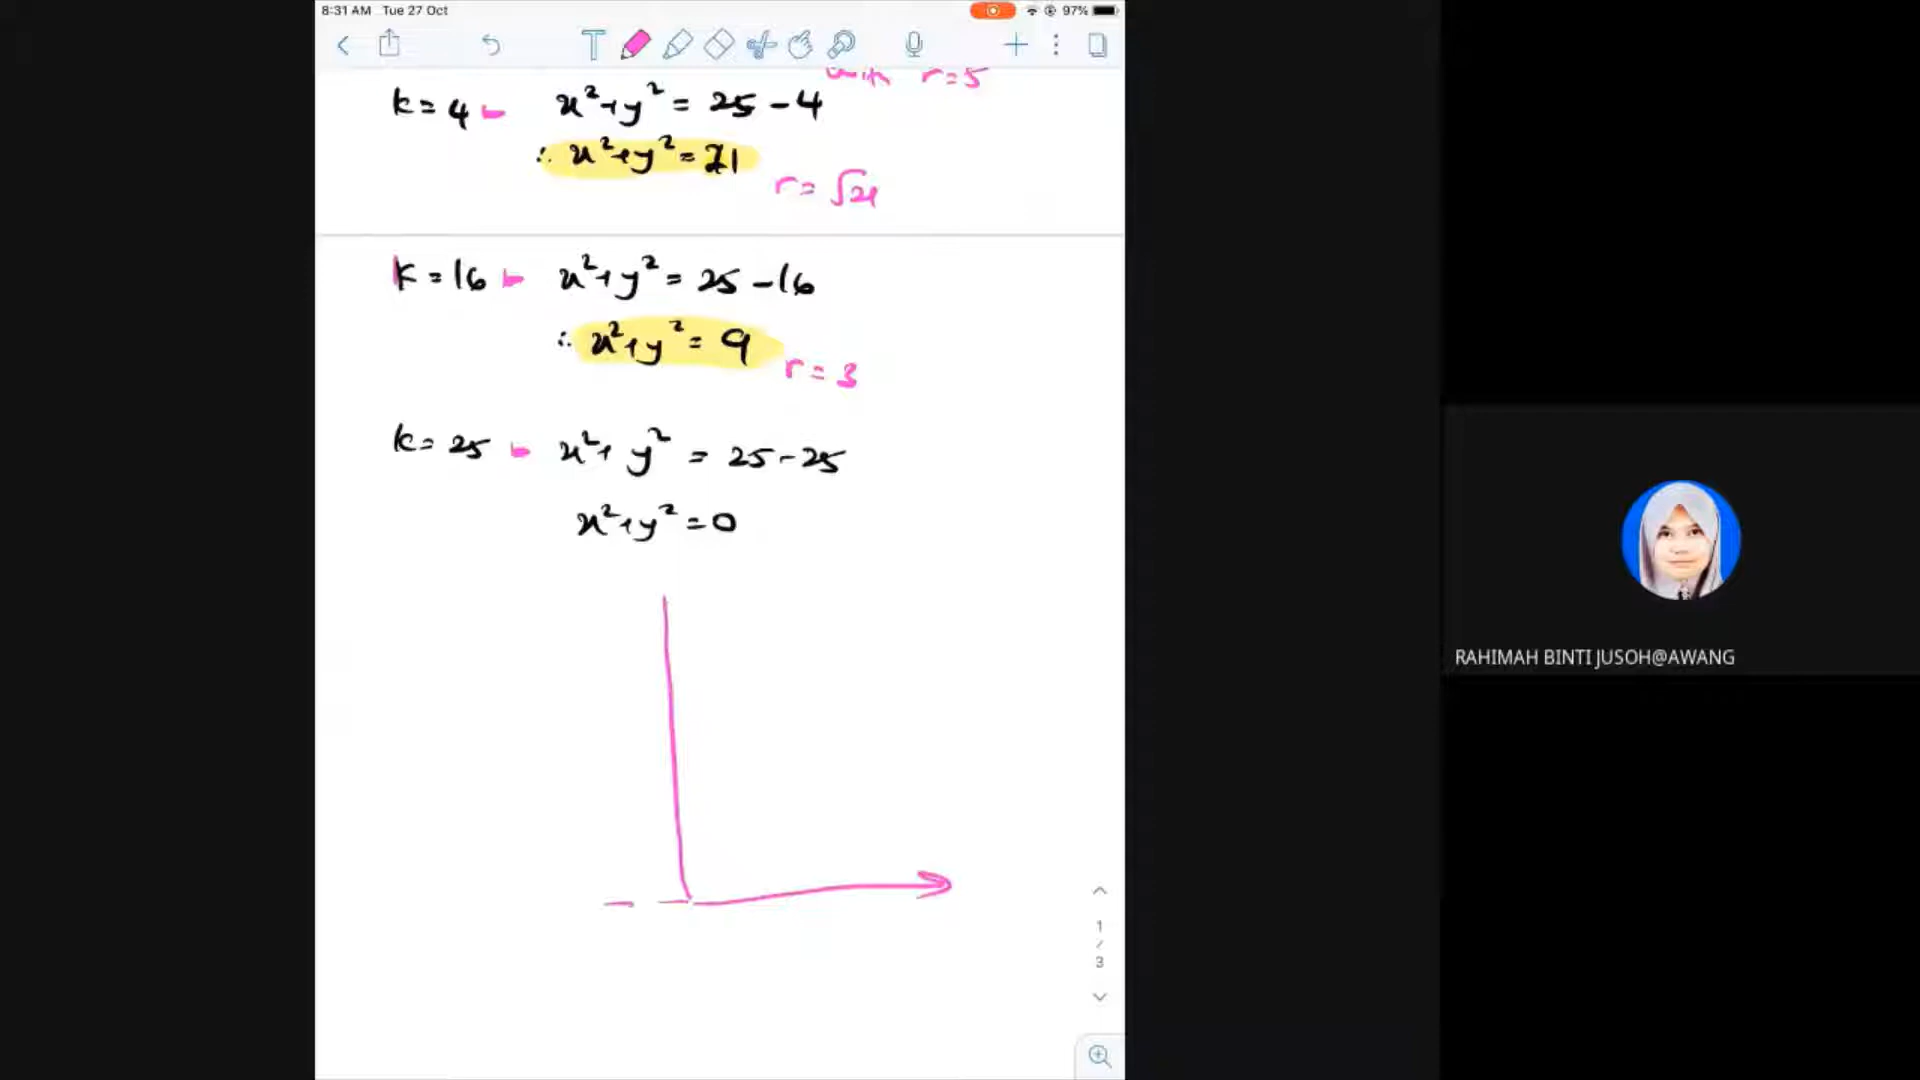 8:31 AM Tue 27 Oct
97%
with r=5
k=4 x²+y² = 25-4
∴ x²+y² = 21
r= √21
k=16 x²+y² = 25-16
∴ x²+y² = 9
r=3
k=25 x²+y² = 25-25
x²+y²=0
1
/
3
RAHIMAH BINTI JUSOH@AWANG